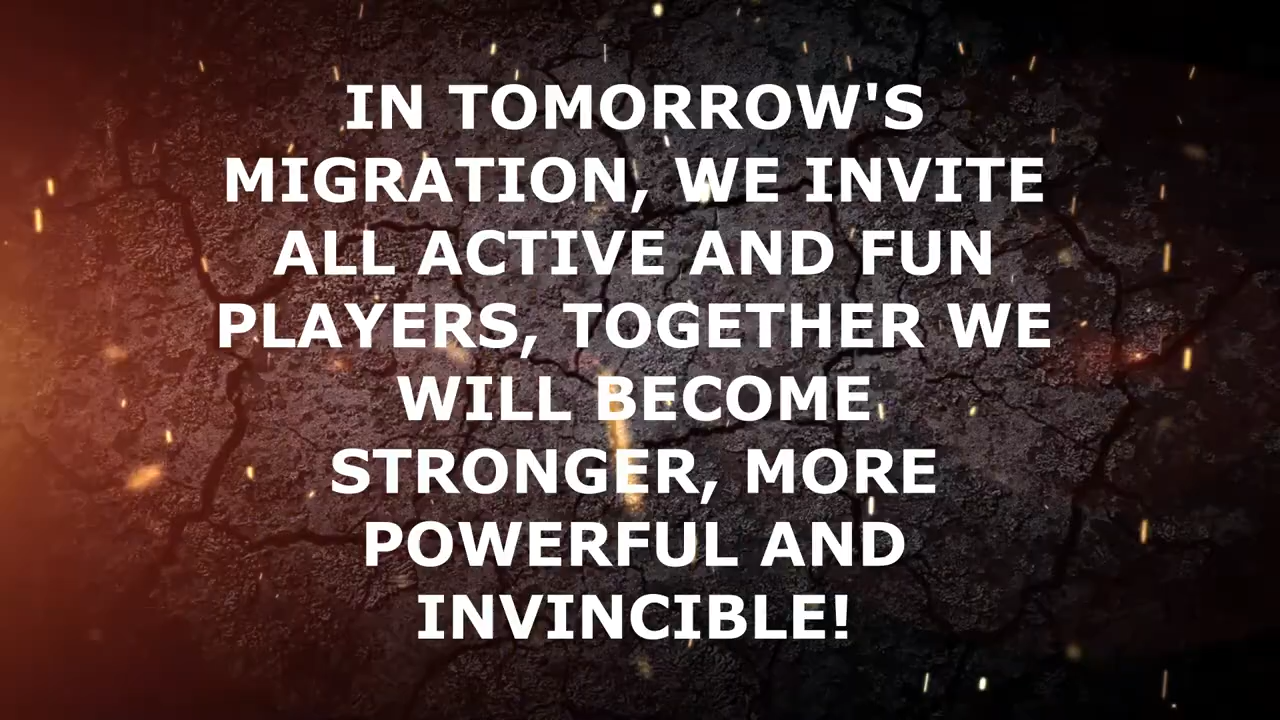 IN TOMORROW'S
MIGRATION, WE INVITE
ALL ACTIVE AND FUN
PLAYERS, TOGETHER WE
WILL BECOME
STRONGER, MORE
POWERFUL AND
INVINCIBLE!